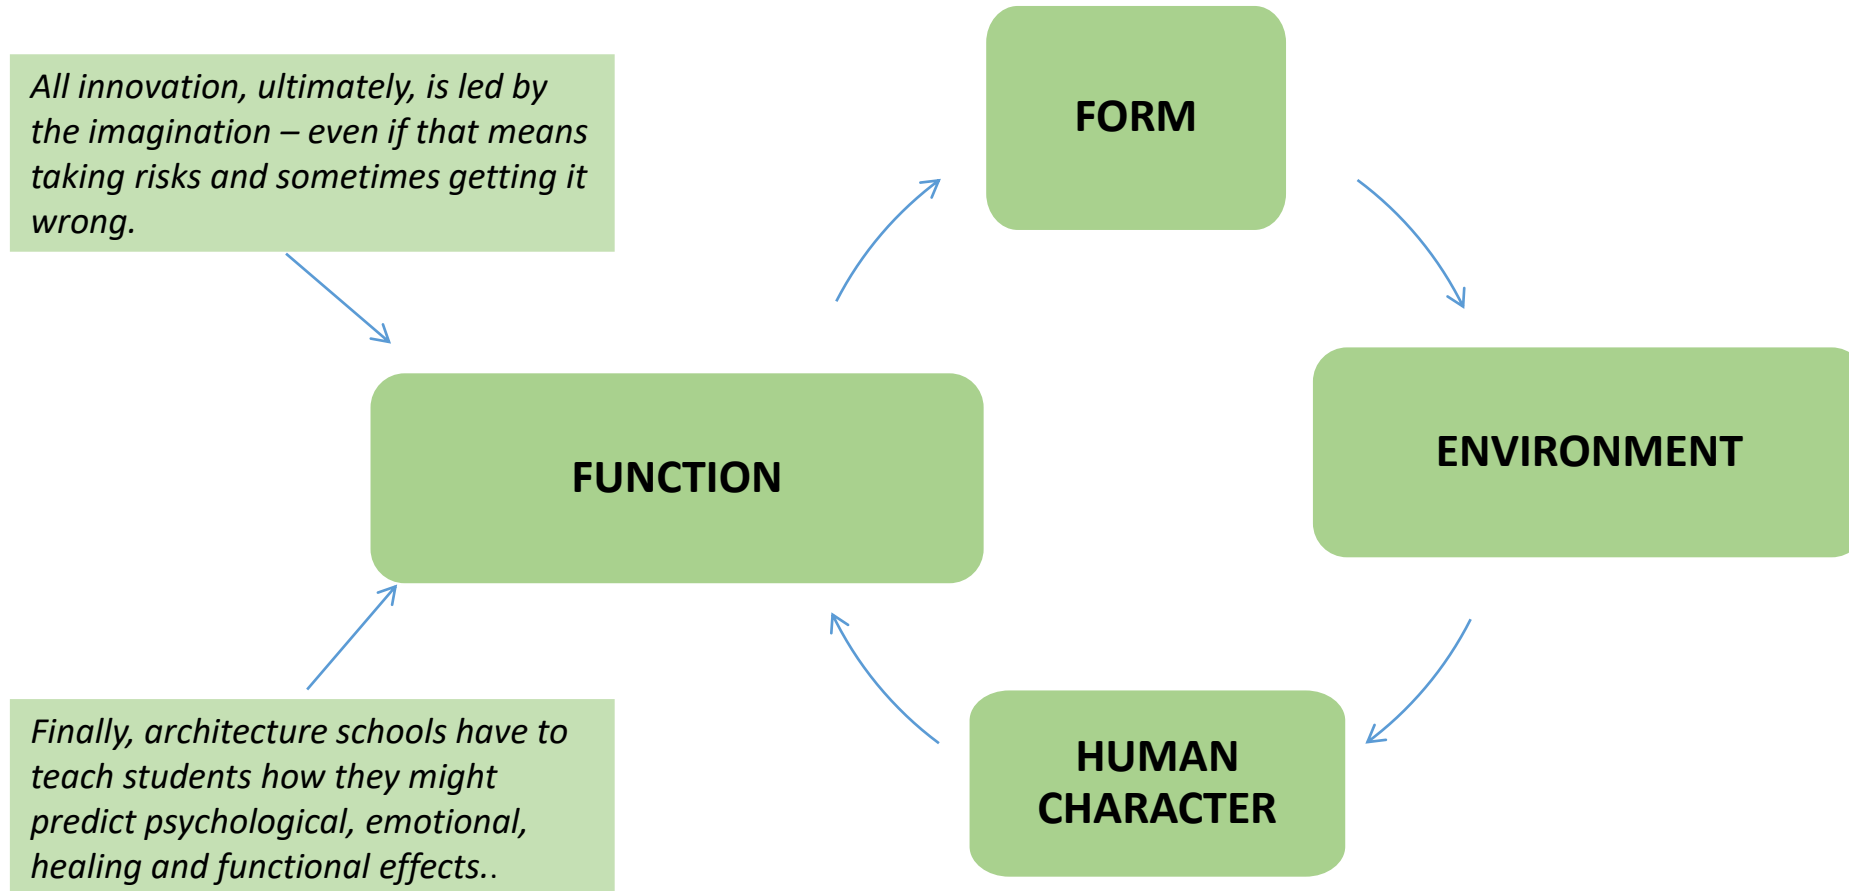 All innovation, ultimately, is led by
the imagination – even if that means
taking risks and sometimes getting it
wrong.
FORM
FUNCTION
ENVIRONMENT
HUMAN
CHARACTER
Finally, architecture schools have to
teach students how they might
predict psychological, emotional,
healing and functional effects..